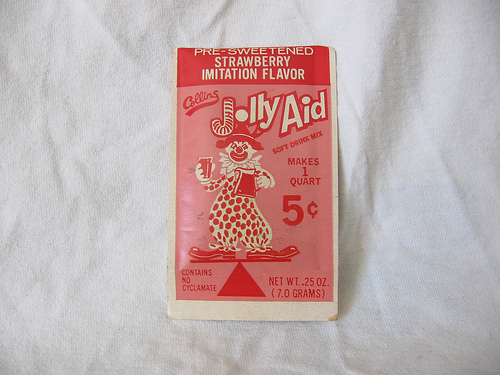 PRE-SWEETENED
STRAWBERRY
IMITATION FLAVOR
Collins
Jolly Aid
SOFT DRINK MIX
MAKES
1
QUART
5¢
CONTAINS
NO
CYCLAMATE
NET WT. .25 OZ.
(7.0 GRAMS)